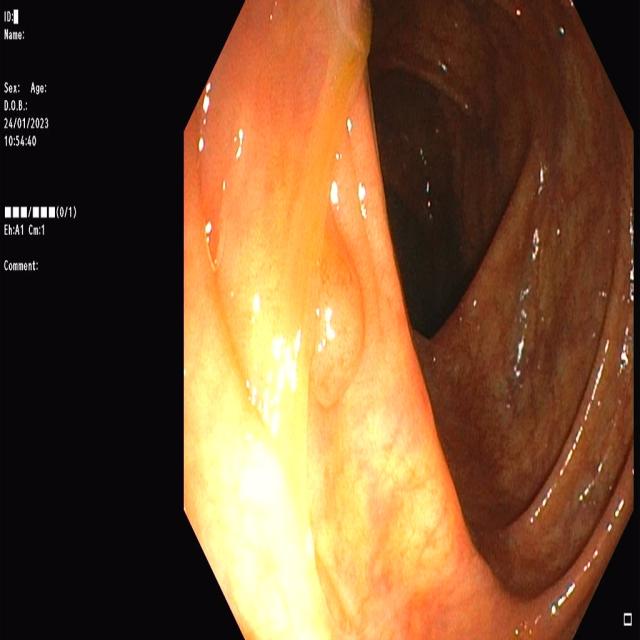 ID:
Name:
Sex: Age:
D.O.B.:
24/01/2023
10:54:40
■■■/■■■(0/1)
Eh:A1 Cm:1
Comment: